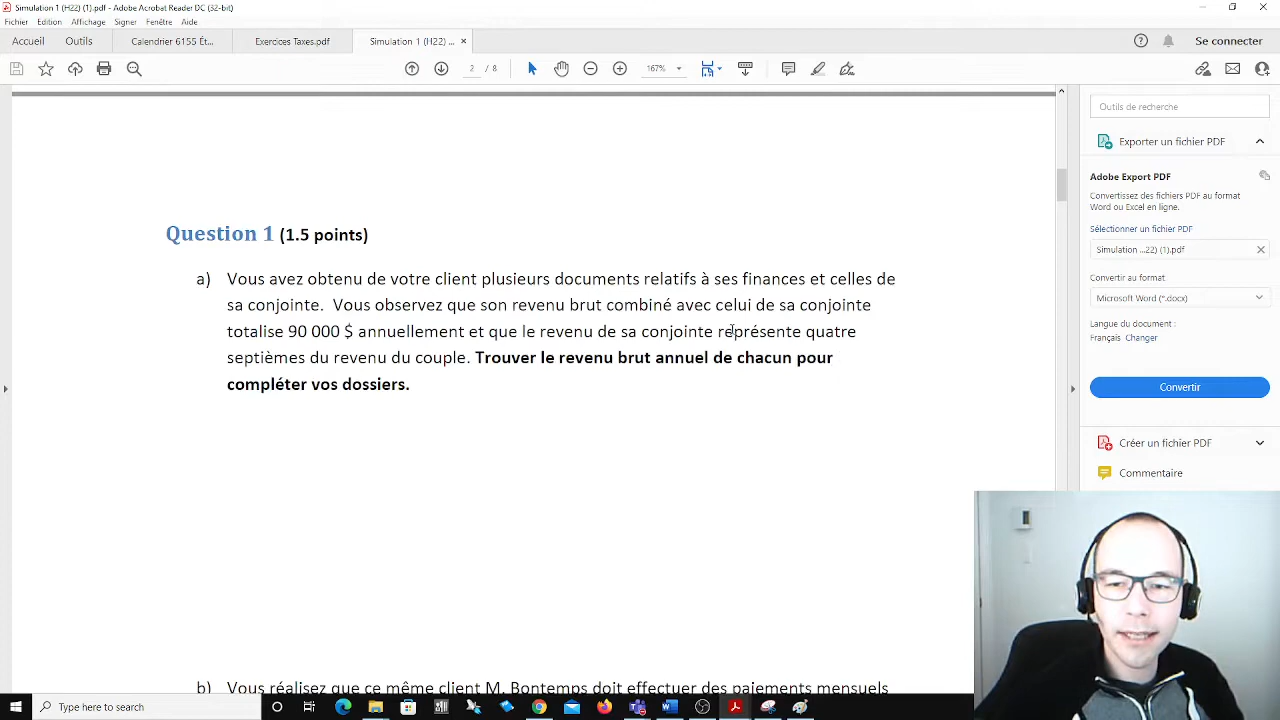 Simulation 1 (H22) (1).pdf - Adobe Acrobat Reader DC (32-bit)
Fichier Edition Affichage Signer Fenêtre Aide
Accueil Outils Calendrier 6155 Ét... Exercices Taxes.pdf Simulation 1 (H22) ... × Se connecter
2 / 8 167%
Question 1 (1.5 points)
a) Vous avez obtenu de votre client plusieurs documents relatifs à ses finances et celles de
sa conjointe. Vous observez que son revenu brut combiné avec celui de sa conjointe
totalise 90 000 $ annuellement et que le revenu de sa conjointe représente quatre
septièmes du revenu du couple. Trouver le revenu brut annuel de chacun pour
compléter vos dossiers.
b) Vous réalisez que ce même client M. Bontemps doit effectuer des paiements mensuels
Outils de recherche
Exporter un fichier PDF
Adobe Export PDF
Convertissez des fichiers PDF au format
Word ou Excel en ligne.
Sélectionner un fichier PDF
Simulation ...22) (1).pdf
Convertir au format
Microsoft Word (*.docx)
Langue du document :
Français Changer
Convertir
Créer un fichier PDF
Commentaire
Type here to search